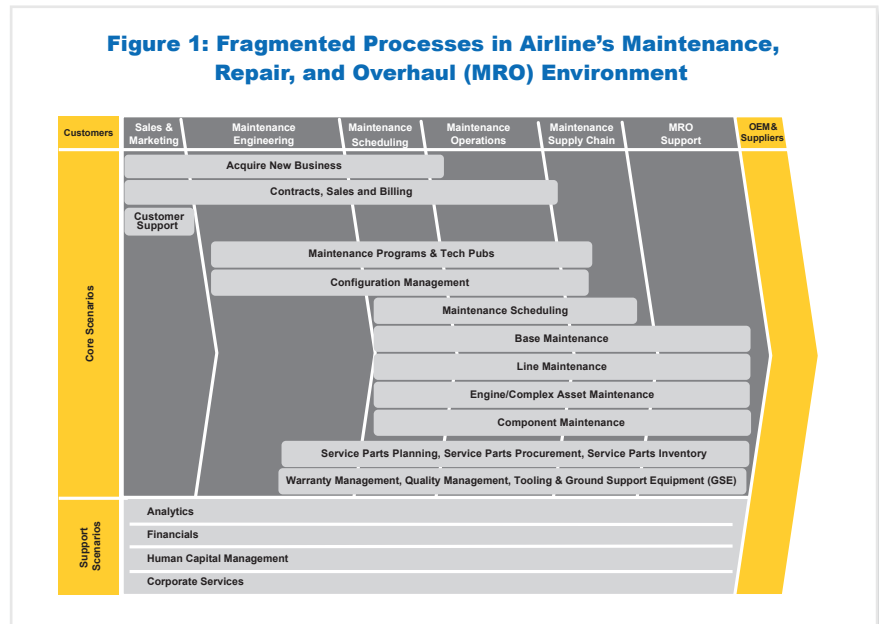 Figure 1: Fragmented Processes in Airline’s Maintenance,
Repair, and Overhaul (MRO) Environment
Customers
Sales &
Marketing
Maintenance
Engineering
Maintenance
Scheduling
Maintenance
Operations
Maintenance
Supply Chain
MRO
Support
OEM&
Suppliers
Core Scenarios
Acquire New Business
Contracts, Sales and Billing
Customer
Support
Maintenance Programs & Tech Pubs
Configuration Management
Maintenance Scheduling
Base Maintenance
Line Maintenance
Engine/Complex Asset Maintenance
Component Maintenance
Service Parts Planning, Service Parts Procurement, Service Parts Inventory
Warranty Management, Quality Management, Tooling & Ground Support Equipment (GSE)
Support
Scenarios
Analytics
Financials
Human Capital Management
Corporate Services